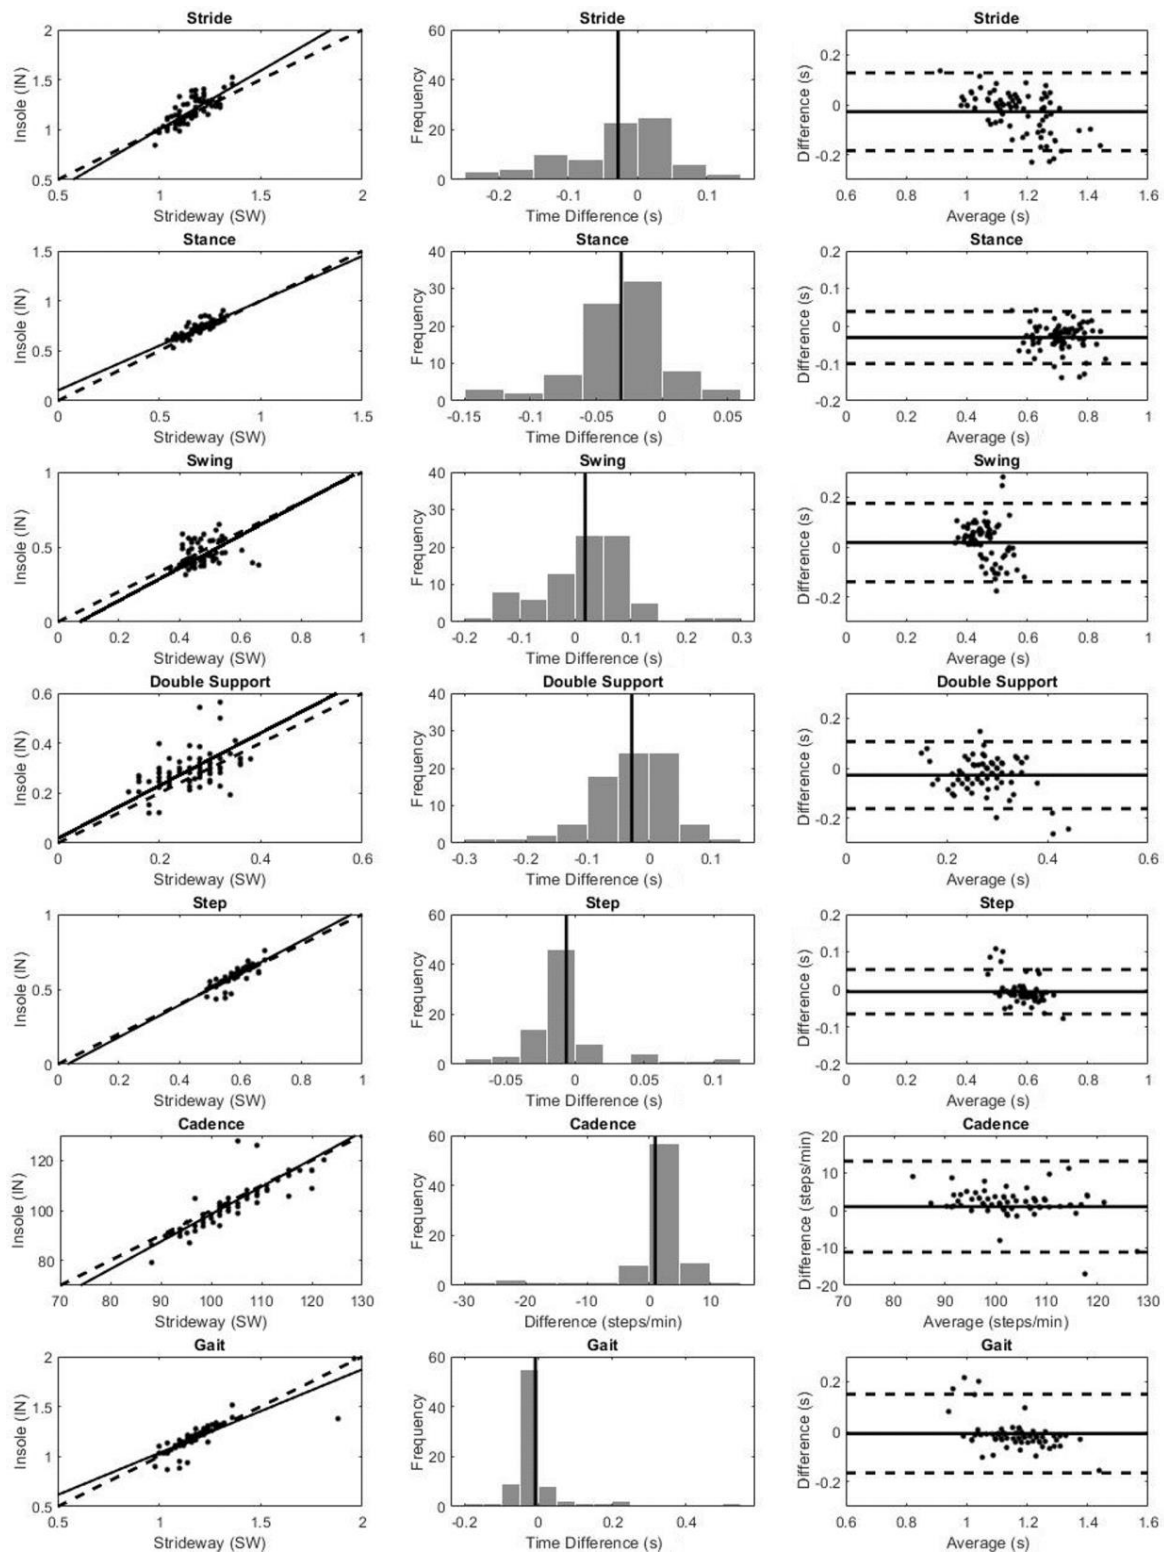 Stride Stride Stride
2 60 0.2
1.5 40 0
1 20 -0.2
0.5 0
Insole (IN) Frequency Difference (s)
0.5 1 1.5 2 -0.2 -0.1 0 0.1 0.6 0.8 1 1.2 1.4 1.6
Strideway (SW) Time Difference (s) Average (s)
Stance Stance Stance
1.5 40 0.2
1 30 0.1
0.5 20 0
0 10 -0.1
0 -0.2
Insole (IN) Frequency Difference (s)
0 0.5 1 1.5 -0.15 -0.1 -0.05 0 0.05 0 0.2 0.4 0.6 0.8 1
Strideway (SW) Time Difference (s) Average (s)
Swing Swing Swing
1 40 0.2
0.5 30 0
0 20 -0.2
10
0
Insole (IN) Frequency Difference (s)
0 0.2 0.4 0.6 0.8 1 -0.2 -0.1 0 0.1 0.2 0.3 0 0.2 0.4 0.6 0.8 1
Strideway (SW) Time Difference (s) Average (s)
Double Support Double Support Double Support
0.6 40 0.2
0.4 30 0
0.2 20 -0.2
0 10
0
Insole (IN) Frequency Difference (s)
0 0.2 0.4 0.6 -0.3 -0.2 -0.1 0 0.1 0 0.2 0.4 0.6
Strideway (SW) Time Difference (s) Average (s)
Step Step Step
1 60 0.2
0.5 40 0.1
0 20 0
0 -0.1
-0.2
Insole (IN) Frequency Difference (s)
0 0.2 0.4 0.6 0.8 1 -0.05 0 0.05 0.1 0 0.2 0.4 0.6 0.8 1
Strideway (SW) Time Difference (s) Average (s)
Cadence Cadence Cadence
120 60 20
100 40 10
80 20 0
0 -10
-20
Insole (IN) Frequency Difference (steps/min)
70 80 90 100 110 120 130 -30 -20 -10 0 10 70 80 90 100 110 120 130
Strideway (SW) Difference (steps/min) Average (steps/min)
Gait Gait Gait
2 60 0.2
1.5 40 0
1 20 -0.2
0.5 0
Insole (IN) Frequency Difference (s)
0.5 1 1.5 2 -0.2 0 0.2 0.4 0.6 0.8 1 1.2 1.4 1.6
Strideway (SW) Time Difference (s) Average (s)